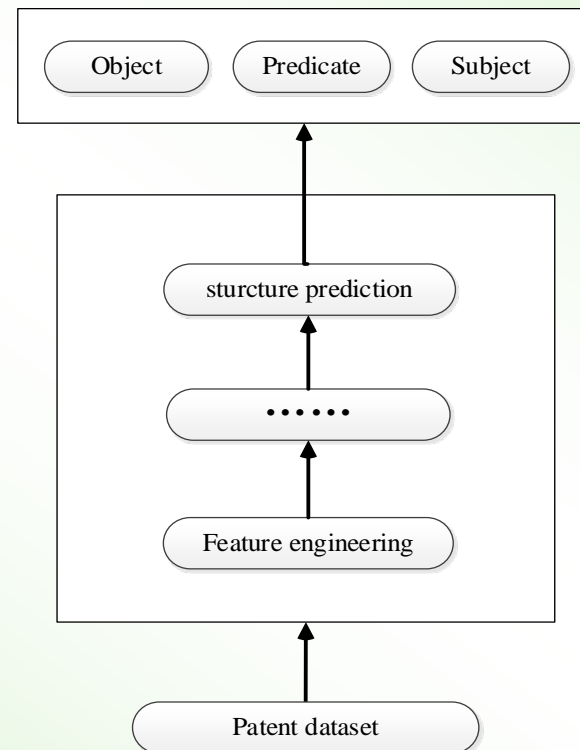 Object Predicate Subject
sturcture prediction
......
Feature engineering
Patent dataset